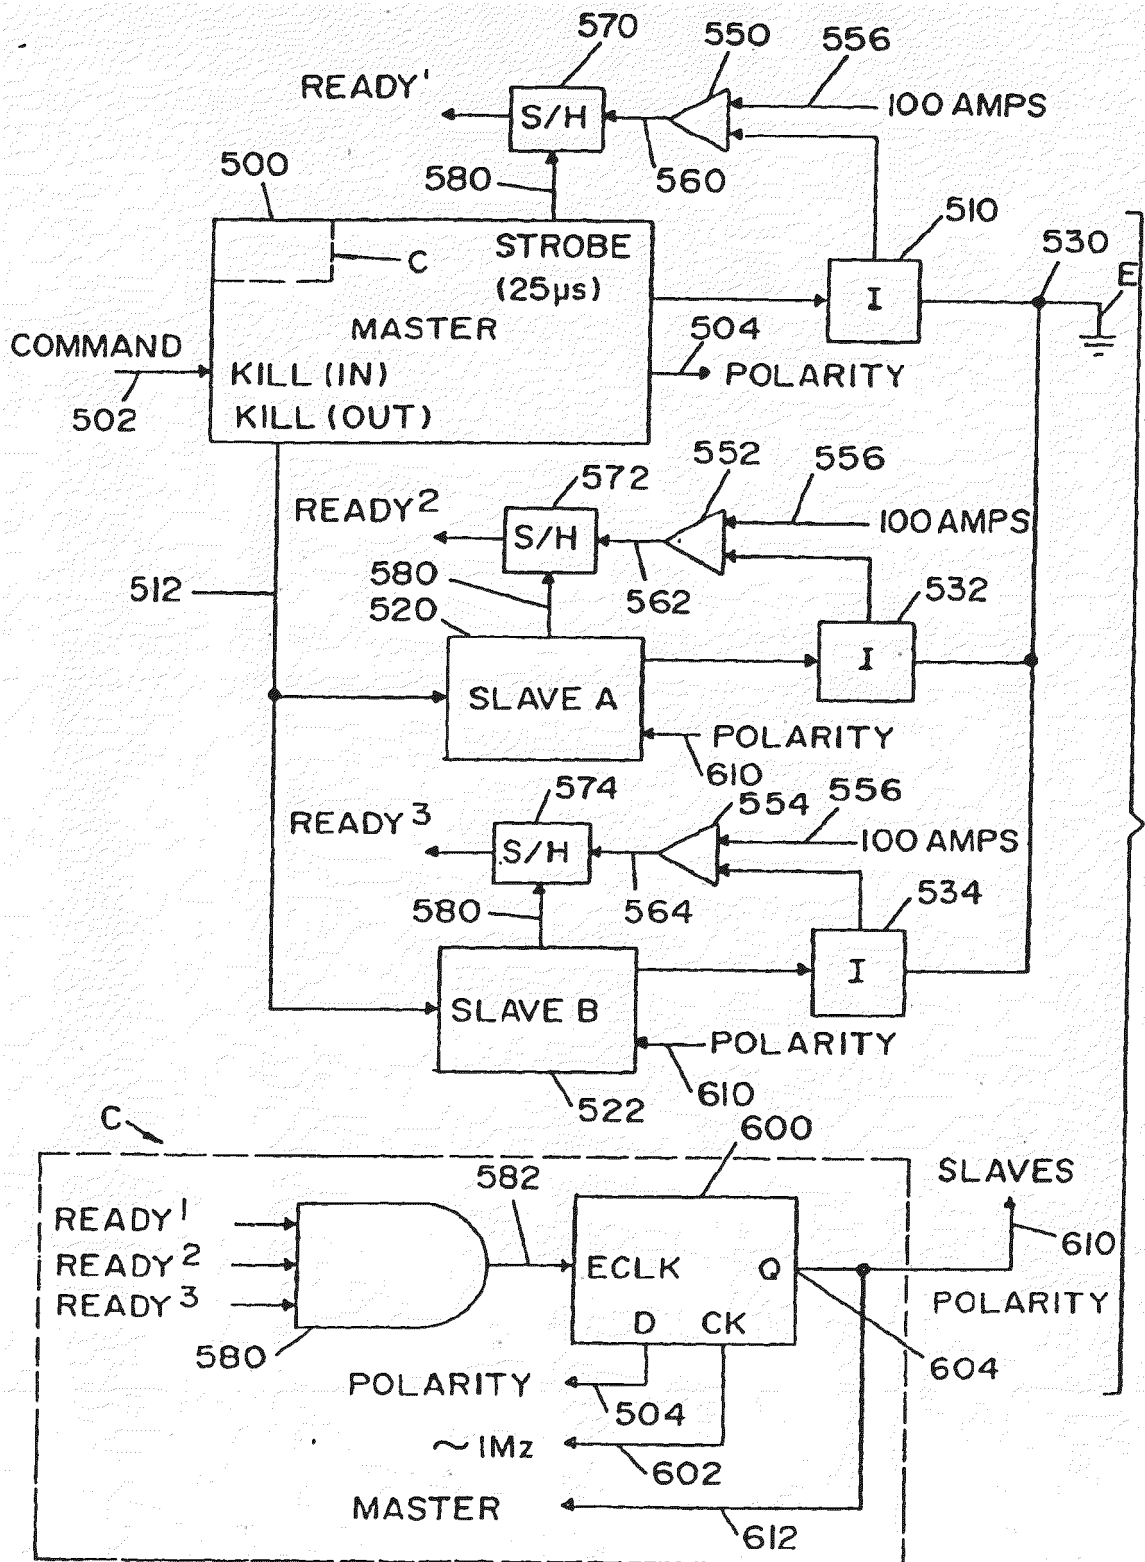 570
550
556
READY'
S/H
100 AMPS
500
580
560
510
530
STROBE
(25µs)
C
I
E
MASTER
504
COMMAND
KILL (IN)
POLARITY
502
KILL (OUT)
552
556
572
READY2
S/H
100 AMPS
580
562
532
512
520
I
SLAVE A
POLARITY
610
574
554
556
READY3
S/H
100 AMPS
580
564
534
I
SLAVE B
POLARITY
522
610
C
600
582
SLAVES
READY1
READY2
ECLK
Q
610
READY3
POLARITY
D
CK
580
604
POLARITY
504
~ 1Mz
602
MASTER
612